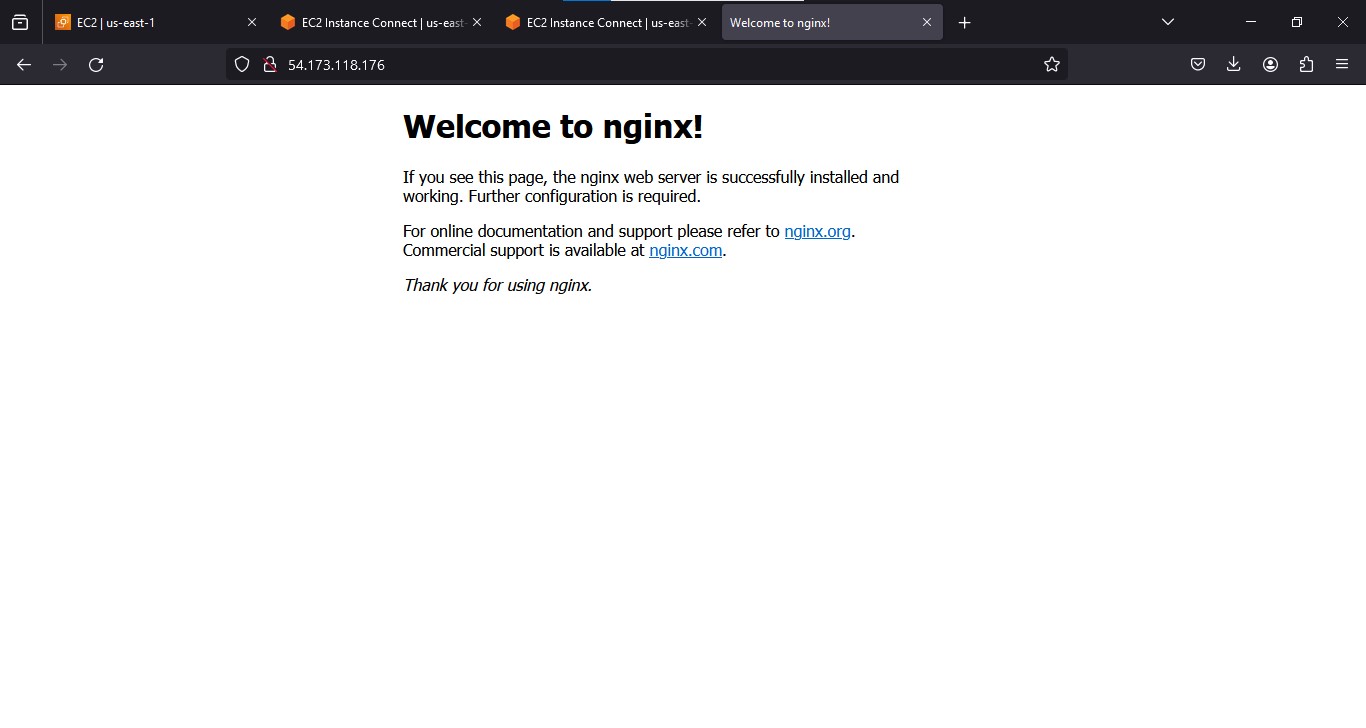 EC2 | us-east-1
EC2 Instance Connect | us-east-
EC2 Instance Connect | us-east-
Welcome to nginx!
54.173.118.176
Welcome to nginx!
If you see this page, the nginx web server is successfully installed and
working. Further configuration is required.
For online documentation and support please refer to nginx.org.
Commercial support is available at nginx.com.
Thank you for using nginx.